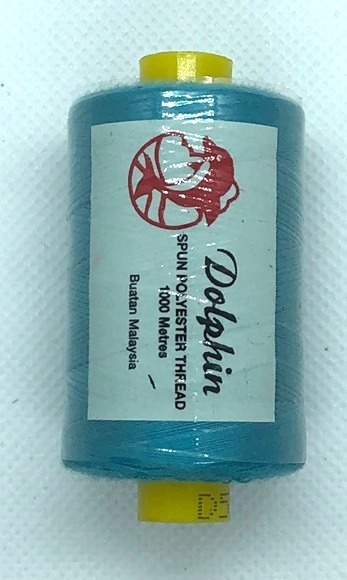 Dolphin
SPUN POLYESTER THREAD
1000 Metres
Buatan Malaysia